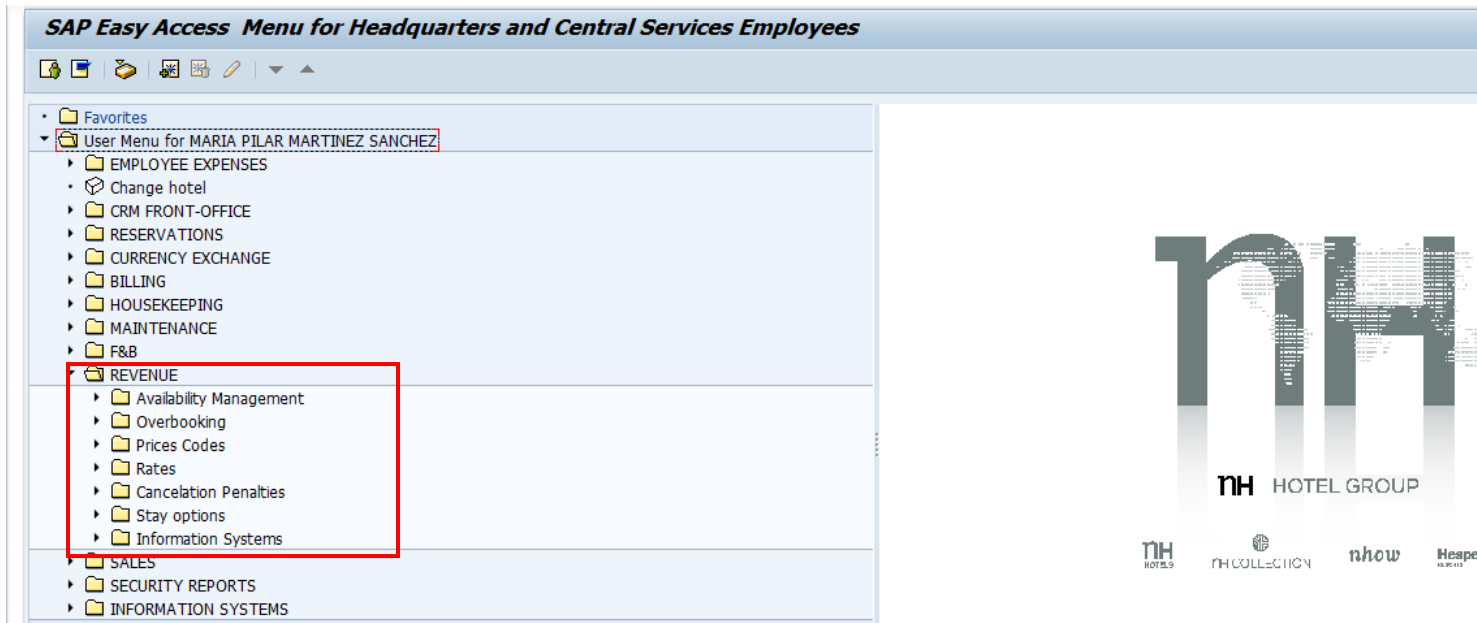 SAP Easy Access Menu for Headquarters and Central Services Employees
Favorites
User Menu for MARIA PILAR MARTINEZ SANCHEZ
EMPLOYEE EXPENSES
Change hotel
CRM FRONT-OFFICE
RESERVATIONS
CURRENCY EXCHANGE
BILLING
HOUSEKEEPING
MAINTENANCE
F&B
REVENUE
Availability Management
Overbooking
Prices Codes
Rates
Cancelation Penalties
Stay options
Information Systems
SALES
SECURITY REPORTS
INFORMATION SYSTEMS
nH
nH HOTEL GROUP
nH HOTELS
nH COLLECTION
nhow
Hespe